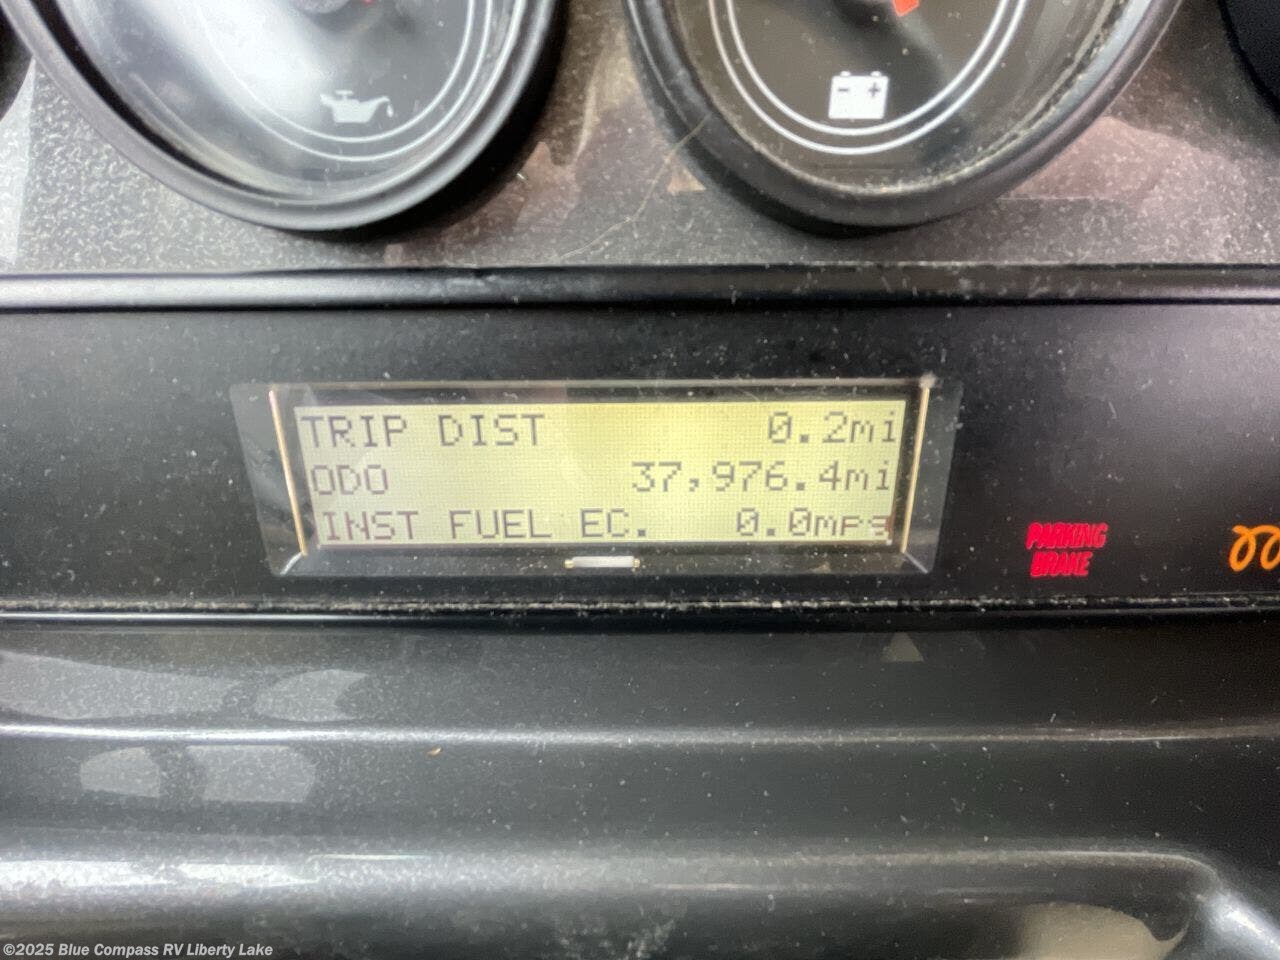 TRIP DIST 0.2mi
ODO 37,976.4mi
INST FUEL EC. 0.0mpg
PARKING
BRAKE
©2025 Blue Compass RV Liberty Lake